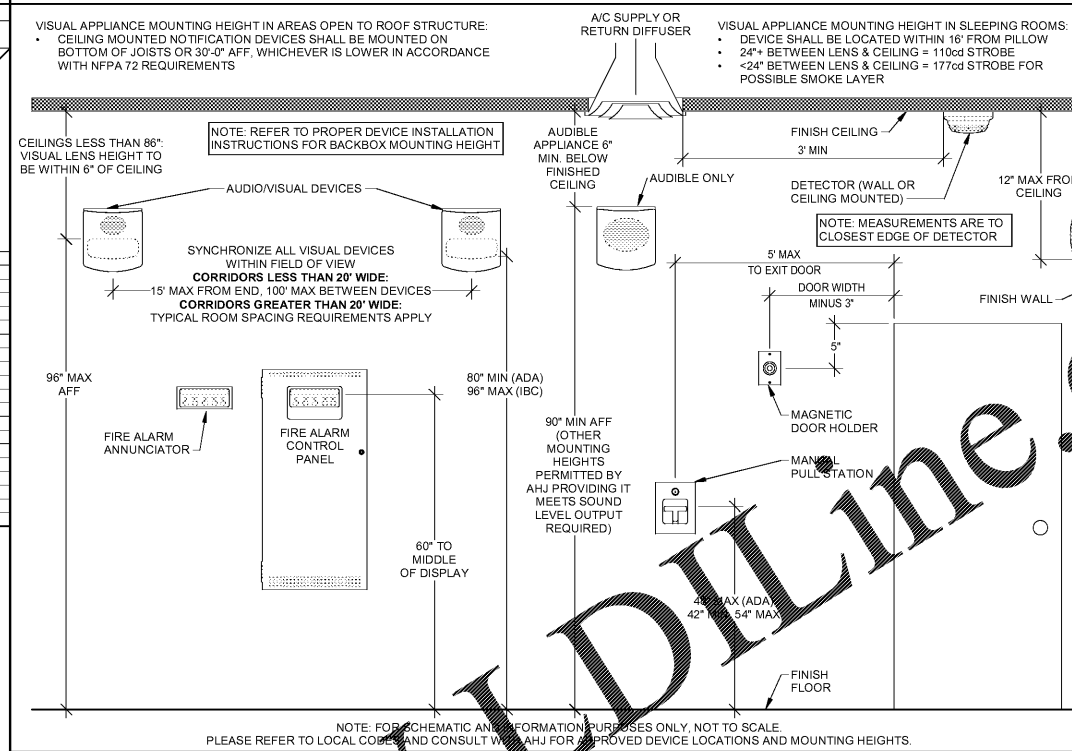 VISUAL APPLIANCE MOUNTING HEIGHT IN AREAS OPEN TO ROOF STRUCTURE:
• CEILING MOUNTED NOTIFICATION DEVICES SHALL BE MOUNTED ON
BOTTOM OF JOISTS OR 30'-0" AFF, WHICHEVER IS LOWER IN ACCORDANCE
WITH NFPA 72 REQUIREMENTS
A/C SUPPLY OR
RETURN DIFFUSER
VISUAL APPLIANCE MOUNTING HEIGHT IN SLEEPING ROOMS:
• DEVICE SHALL BE LOCATED WITHIN 16' FROM PILLOW
• 24"+ BETWEEN LENS & CEILING = 110cd STROBE
• <24" BETWEEN LENS & CEILING = 177cd STROBE FOR
POSSIBLE SMOKE LAYER
CEILINGS LESS THAN 86":
VISUAL LENS HEIGHT TO
BE WITHIN 6" OF CEILING
NOTE: REFER TO PROPER DEVICE INSTALLATION
INSTRUCTIONS FOR BACKBOX MOUNTING HEIGHT
AUDIBLE
APPLIANCE 6"
MIN. BELOW
FINISHED
CEILING
FINISH CEILING
3' MIN
AUDIO/VISUAL DEVICES
AUDIBLE ONLY
DETECTOR (WALL OR
CEILING MOUNTED)
12" MAX FROM
CEILING
NOTE: MEASUREMENTS ARE TO
CLOSEST EDGE OF DETECTOR
SYNCHRONIZE ALL VISUAL DEVICES
WITHIN FIELD OF VIEW
CORRIDORS LESS THAN 20' WIDE:
15' MAX FROM END, 100' MAX BETWEEN DEVICES
CORRIDORS GREATER THAN 20' WIDE:
TYPICAL ROOM SPACING REQUIREMENTS APPLY
5' MAX
TO EXIT DOOR
DOOR WIDTH
MINUS 3"
FINISH WALL
5"
96" MAX
AFF
80" MIN (ADA)
96" MAX (IBC)
FIRE ALARM
ANNUNCIATOR
FIRE ALARM
CONTROL
PANEL
90" MIN AFF
(OTHER
MOUNTING
HEIGHTS
PERMITTED BY
AHJ PROVIDING IT
MEETS SOUND
LEVEL OUTPUT
REQUIRED)
MAGNETIC
DOOR HOLDER
MANUAL
PULL STATION
60" TO
MIDDLE
OF DISPLAY
MAX (ADA)
42" MIN, 54" MAX
FINISH
FLOOR
NOTE: FOR SCHEMATIC AND INFORMATION PURPOSES ONLY, NOT TO SCALE.
PLEASE REFER TO LOCAL CODES AND CONSULT WITH AHJ FOR APPROVED DEVICE LOCATIONS AND MOUNTING HEIGHTS.